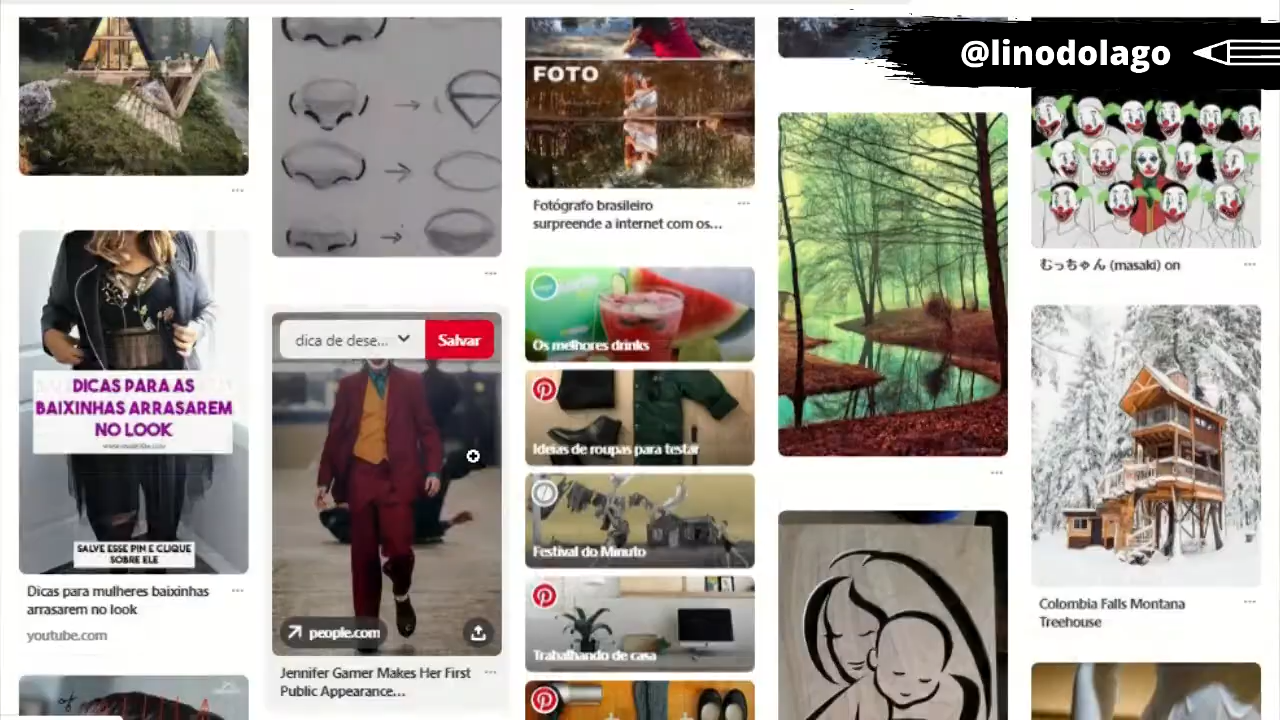 @linodolago
FOTO
Fotógrafo brasileiro
surpreende a internet com os...
むっちゃん (masaki) on
Os melhores drinks
dica de dese...
Salvar
DICAS PARA AS
BAIXINHAS ARRASAREM
NO LOOK
Ideias de roupas para testar
SALVE ESSE PIN E CLIQUE
SOBRE ELE
Festival do Minuto
Dicas para mulheres baixinhas
arrasarem no look
youtube.com
people.com
Trabalhando de casa
Colombia Falls Montana
Treehouse
Jennifer Garner Makes Her First
Public Appearance...